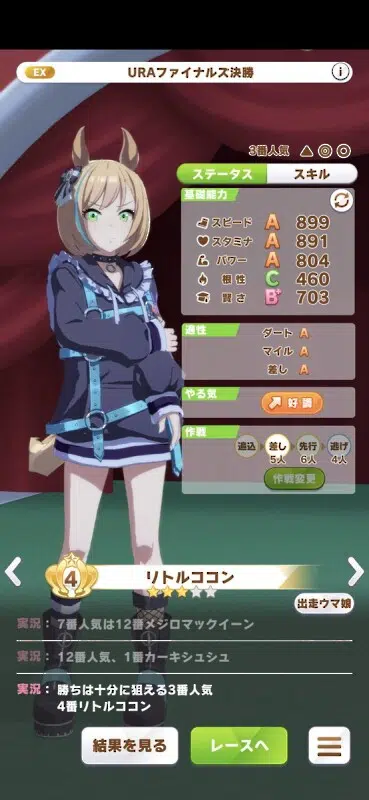 EX
URAファイナルズ決勝
3番人気 △ ◎ ○
ステータス
スキル
基礎能力
スピード A 899
スタミナ A 891
パワー A 804
根性 C 460
賢さ B+ 703
適性
ダート A
マイル A
差し A
やる気
好調
作戦
追込 差し 先行 逃げ
5人 6人 4人
作戦変更
4
リトルココン
出走ウマ娘
実況： 7番人気は12番メジロマックイーン
実況： 12番人気、1番カーキシュシュ
実況： 勝ちは十分に狙える3番人気
4番リトルココン
結果を見る
レースへ